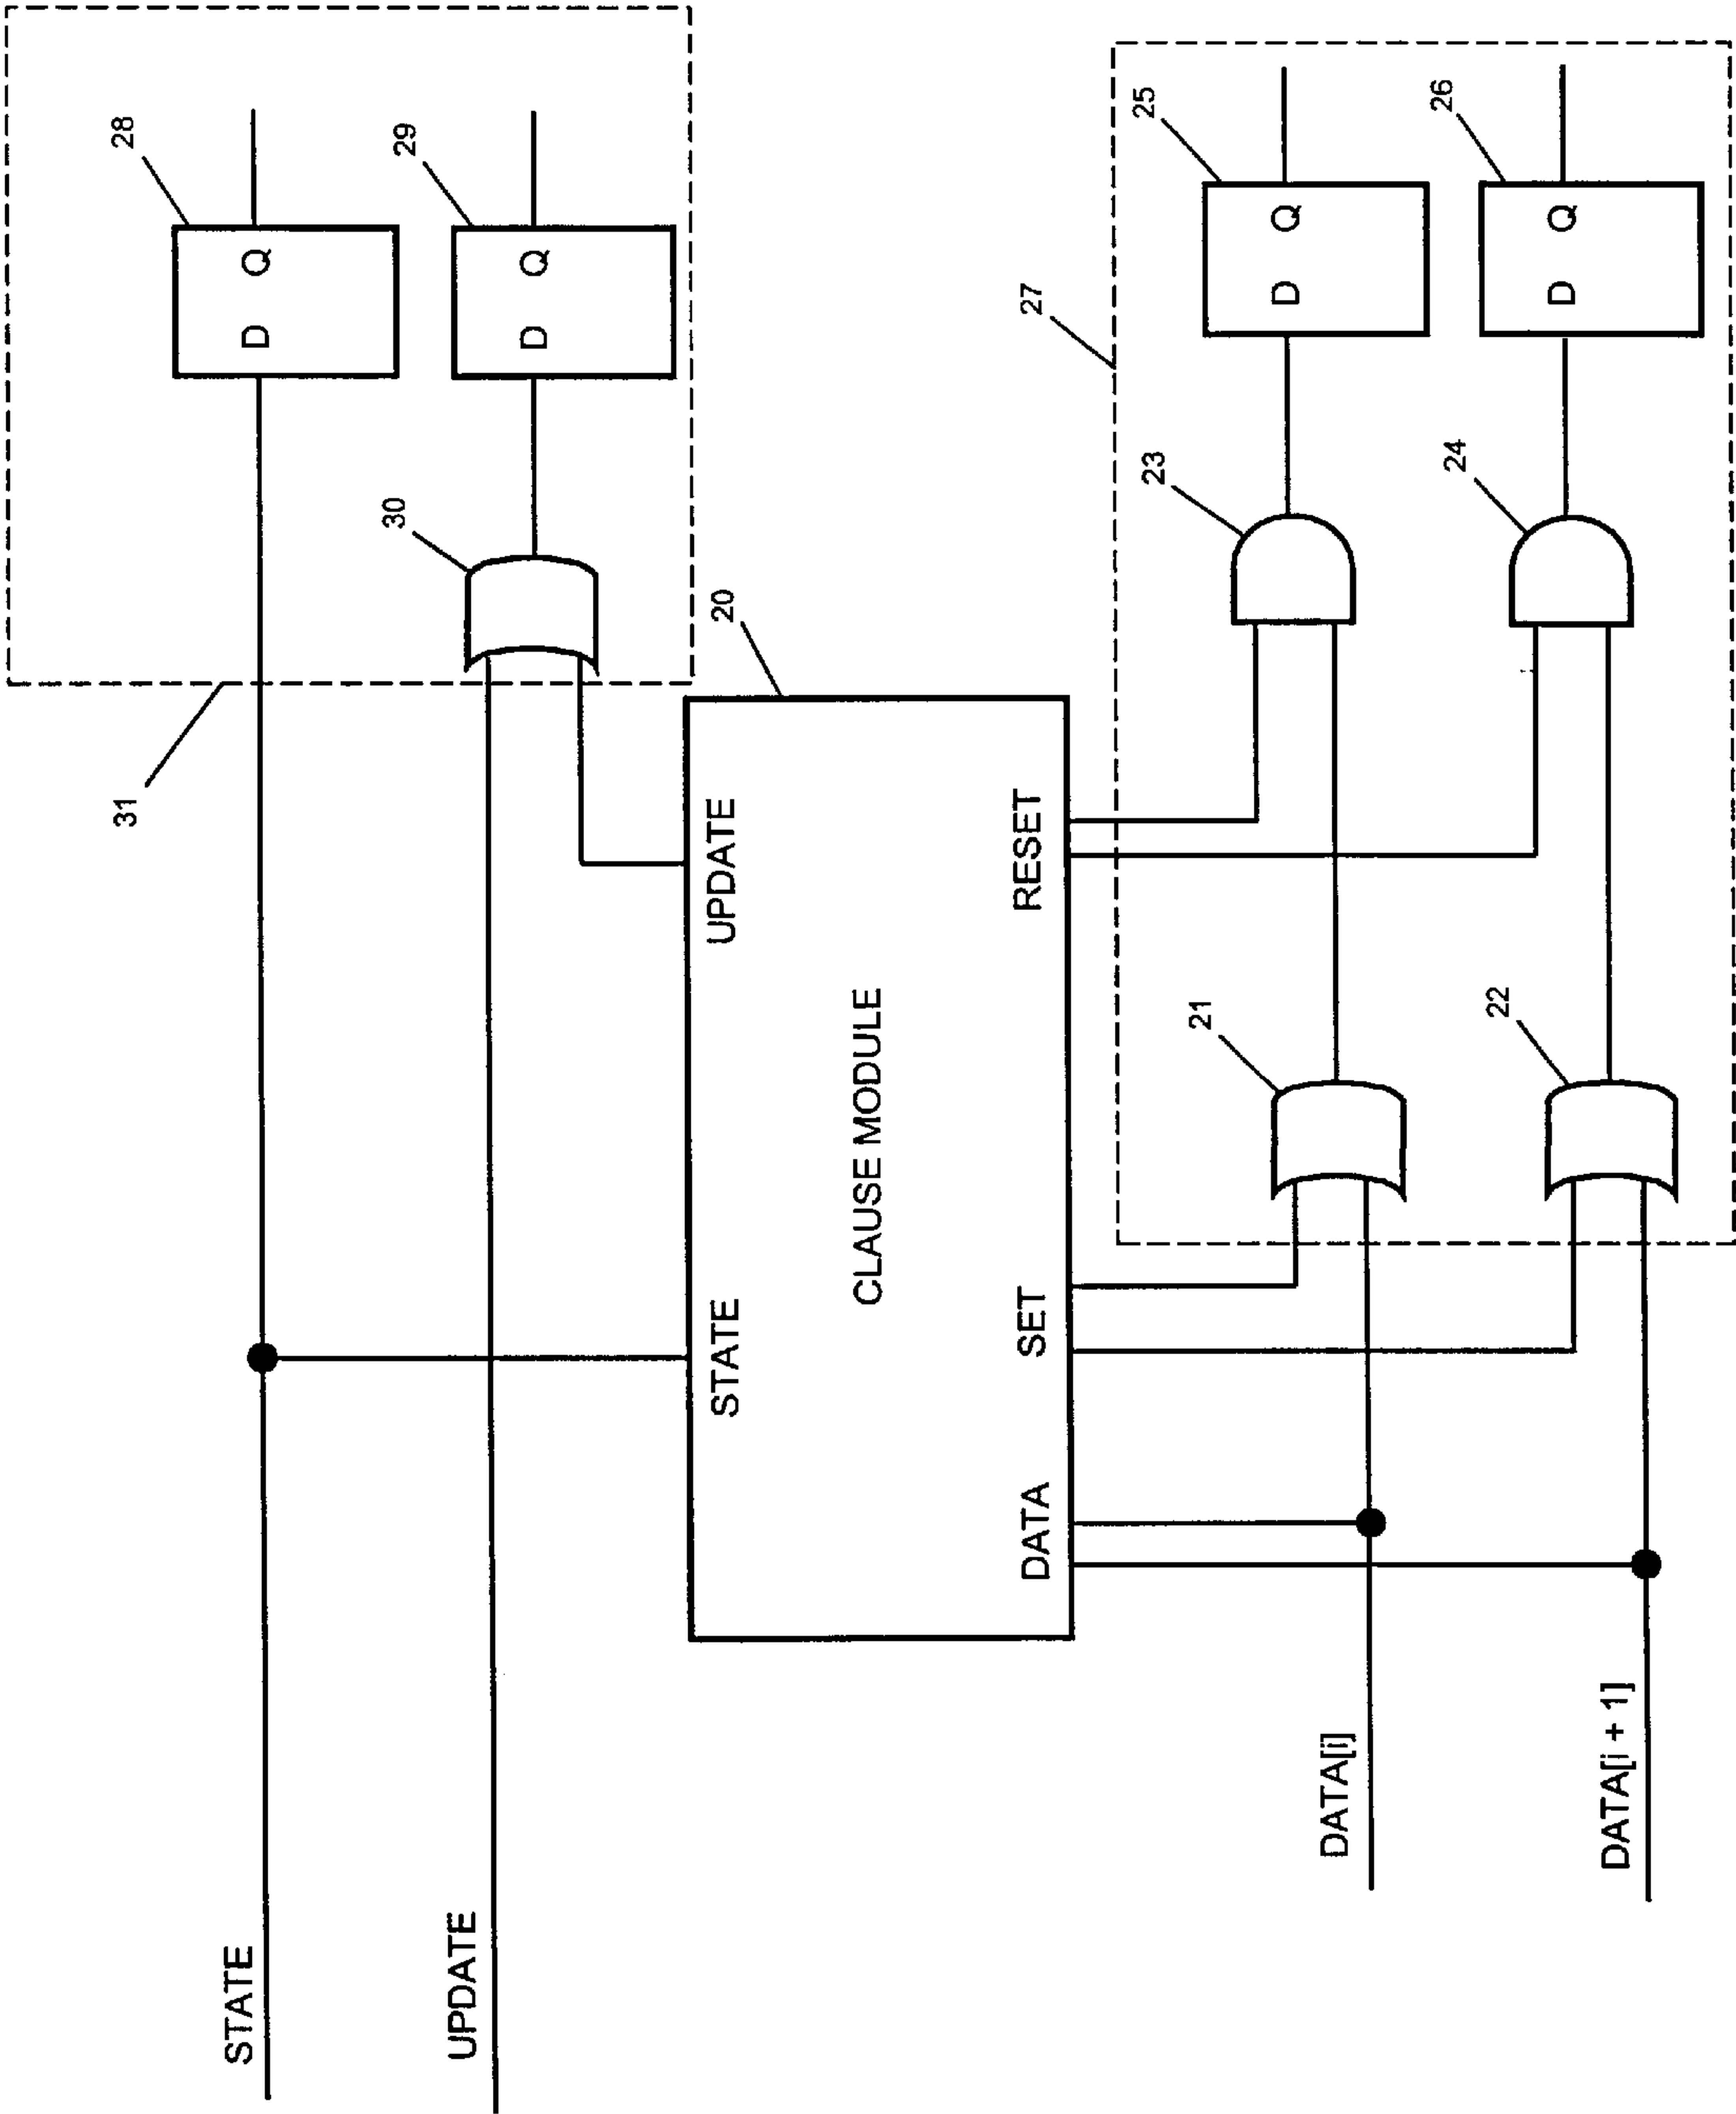 STATE
UPDATE
DATA[i]
DATA[i + 1]
31
28
D Q
29
D Q
30
20
STATE
UPDATE
CLAUSE MODULE
DATA
SET
RESET
27
21
23
25
D Q
22
24
26
D Q